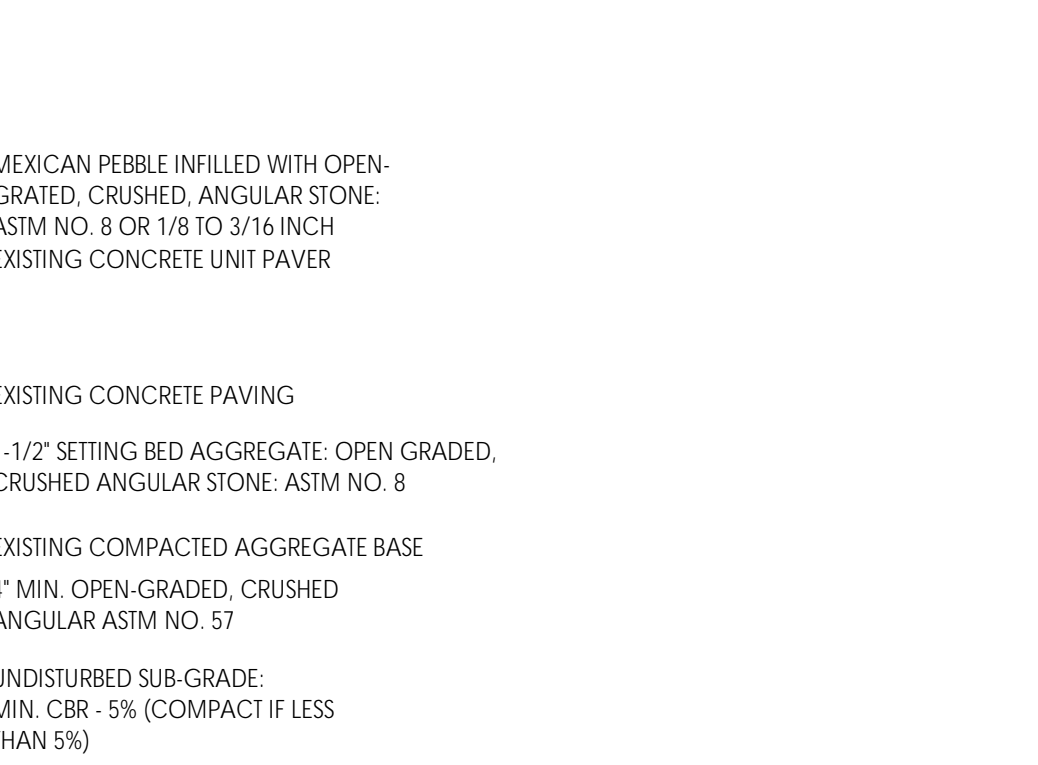 MEXICAN PEBBLE INFILLED WITH OPEN-
GRATED, CRUSHED, ANGULAR STONE:
ASTM NO. 8 OR 1/8 TO 3/16 INCH
EXISTING CONCRETE UNIT PAVER
EXISTING CONCRETE PAVING
-1/2" SETTING BED AGGREGATE: OPEN GRADED,
CRUSHED ANGULAR STONE: ASTM NO. 8
EXISTING COMPACTED AGGREGATE BASE
4" MIN. OPEN-GRADED, CRUSHED
ANGULAR ASTM NO. 57
UNDISTURBED SUB-GRADE:
MIN. CBR - 5% (COMPACT IF LESS
THAN 5%)